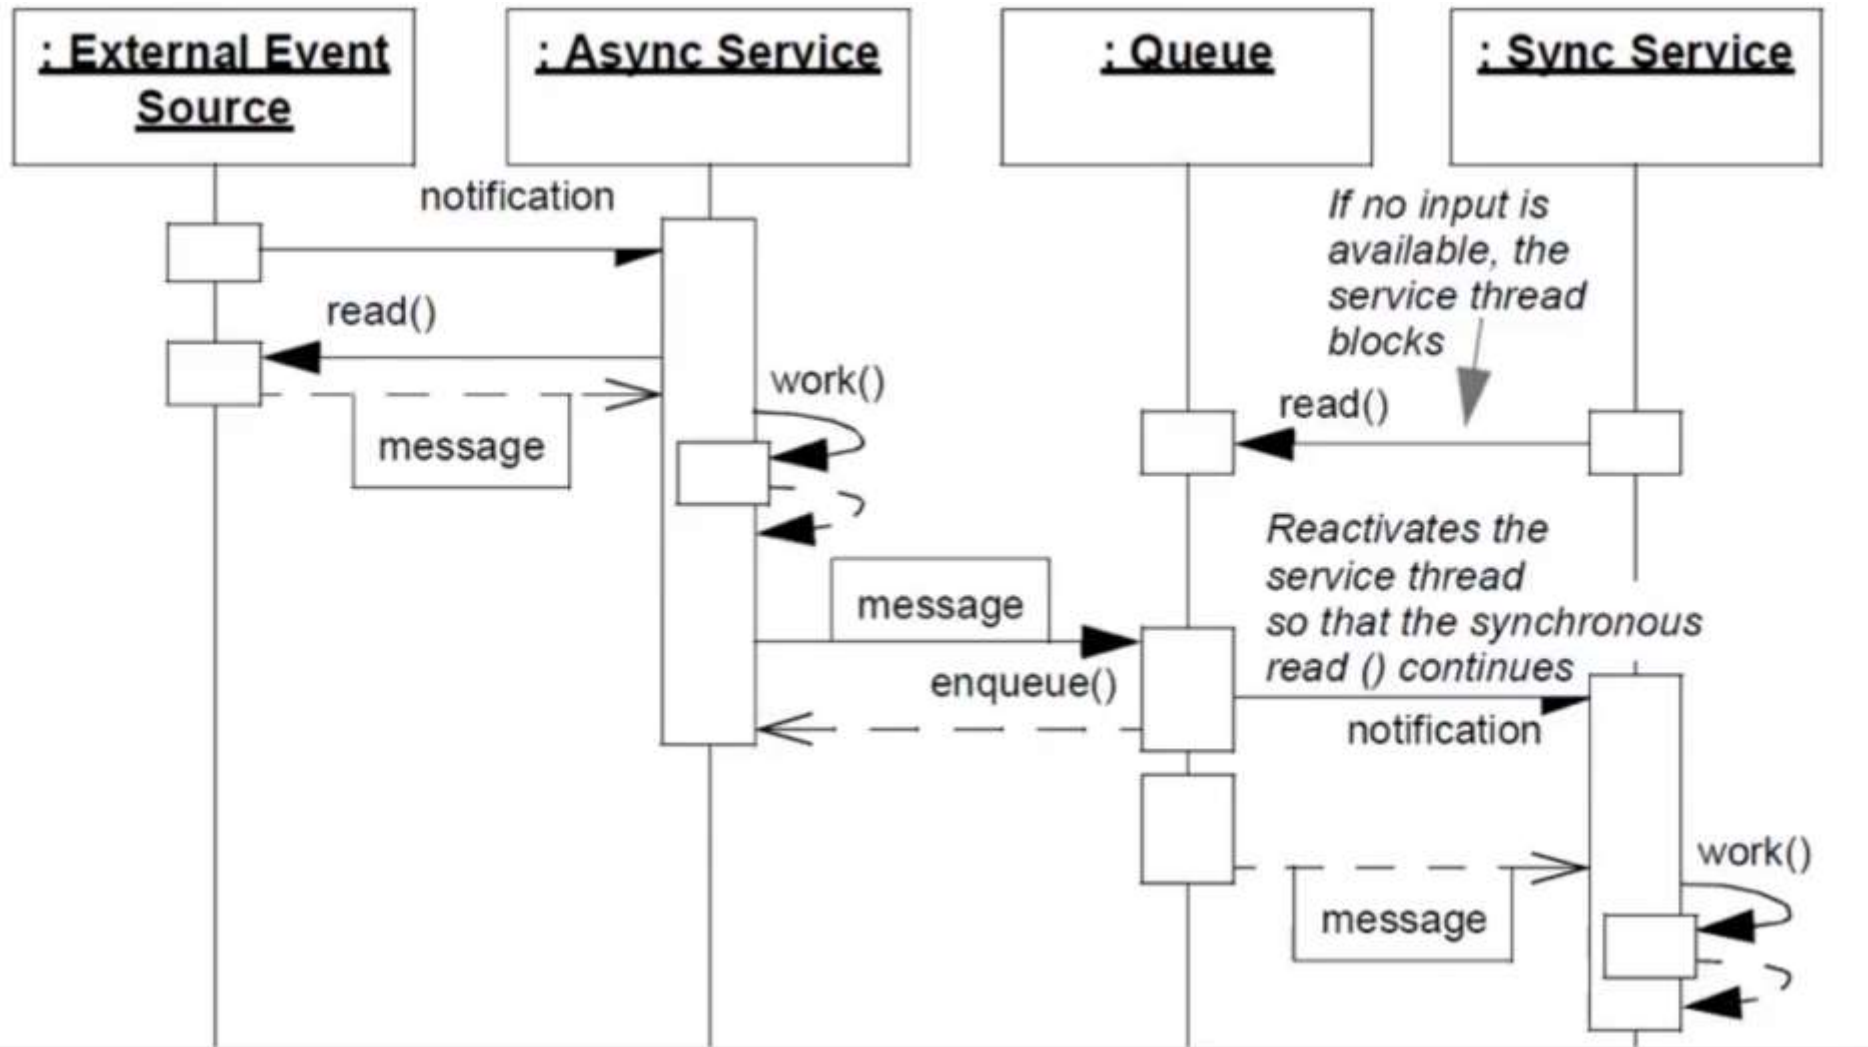 : External Event
Source
: Async Service
: Queue
: Sync Service
notification
If no input is
available, the
service thread
blocks
read()
work()
read()
message
Reactivates the
service thread
so that the synchronous
read () continues
message
enqueue()
notification
work()
message